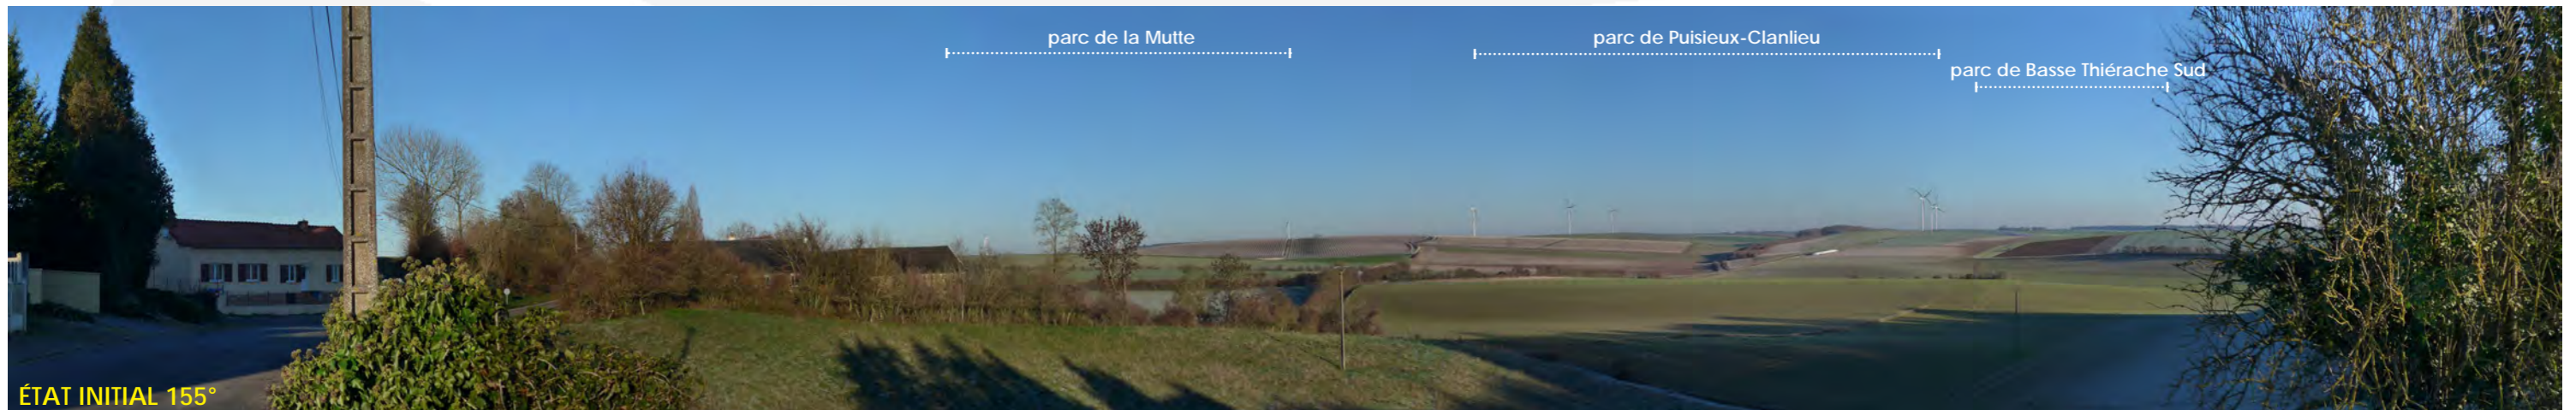 parc de la Mutte
parc de Puisieux-Clanlieu
parc de Basse Thiérache Sud
ÉTAT INITIAL 155°